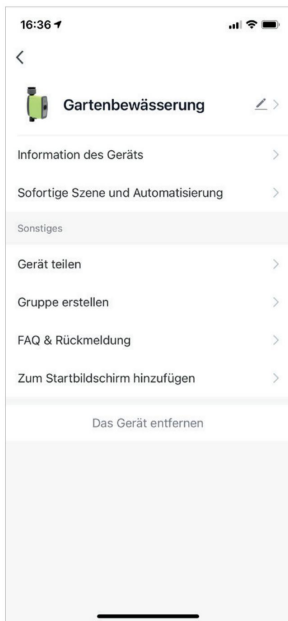 16:36
Gartenbewässerung
Information des Geräts
Sofortige Szene und Automatisierung
Sonstiges
Gerät teilen
Gruppe erstellen
FAQ & Rückmeldung
Zum Startbildschirm hinzufügen
Das Gerät entfernen